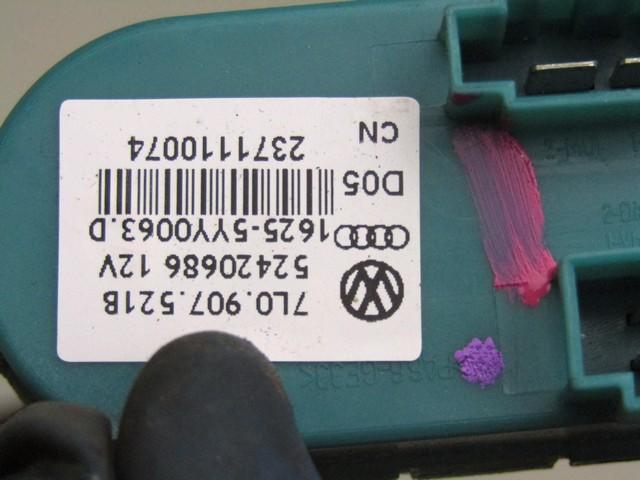 7L0.907.521B
52420686 12V
1625-5YY0063.D
D05
2371110074
CN